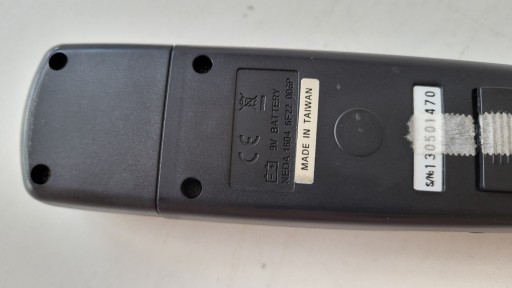 CE
9V BATTERY
NEDA 1604 6F22 006P
MADE IN TAIWAN
S/N:130501470